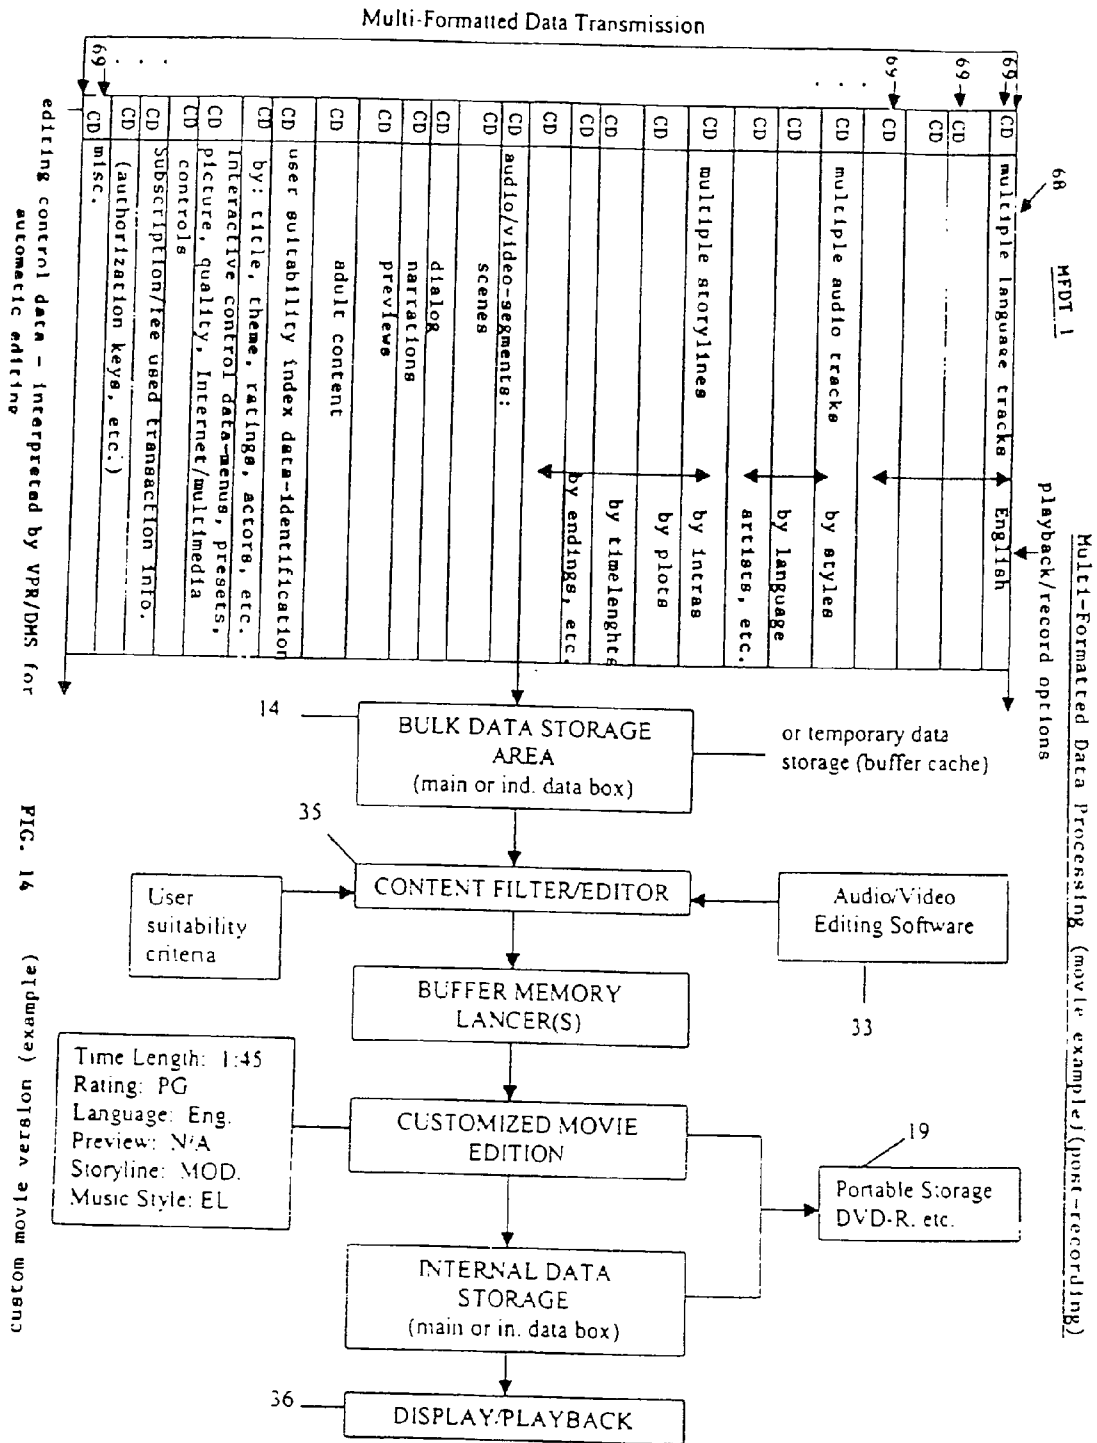 Multi-Formatted Data Processing (movie example)(post-recording)
Multi-Formatted Data Transmission
68
MFDT 1
playback/record options
69
69
69
69
. . .
. . .
CD multiple language tracks English
CD
CD
CD
CD multiple audio tracks by styles
CD by language
CD artists, etc.
CD multiple storylines by intras
CD by plots
CD by timelenghts
CD by endings, etc.
CD
CD audio/video-segments:
CD scenes
CD dialog
CD narrations
CD previews
CD adult content
CD user suitability index data-identification
CD by: title, theme, ratings, actors, etc.
CD Interactive control data-menus, presets,
picture, quality, Internet/multimedia
CD controls
CD Subscription/fee used transaction info.
CD (authorization keys, etc.)
CD misc.
editing control data - interpreted by VPR/DMS for
automatic editing
14
BULK DATA STORAGE
AREA
(main or ind. data box)
or temporary data
storage (buffer cache)
35
CONTENT FILTER/EDITOR
User
suitability
criteria
Audio/Video
Editing Software
33
BUFFER MEMORY
LANCER(S)
Time Length: 1:45
Rating: PG
Language: Eng.
Preview: N/A
Storyline: MOD.
Music Style: EL
CUSTOMIZED MOVIE
EDITION
19
Portable Storage
DVD-R. etc.
INTERNAL DATA
STORAGE
(main or in. data box)
36
DISPLAY/PLAYBACK
FIG. 14
custom movie version (example)